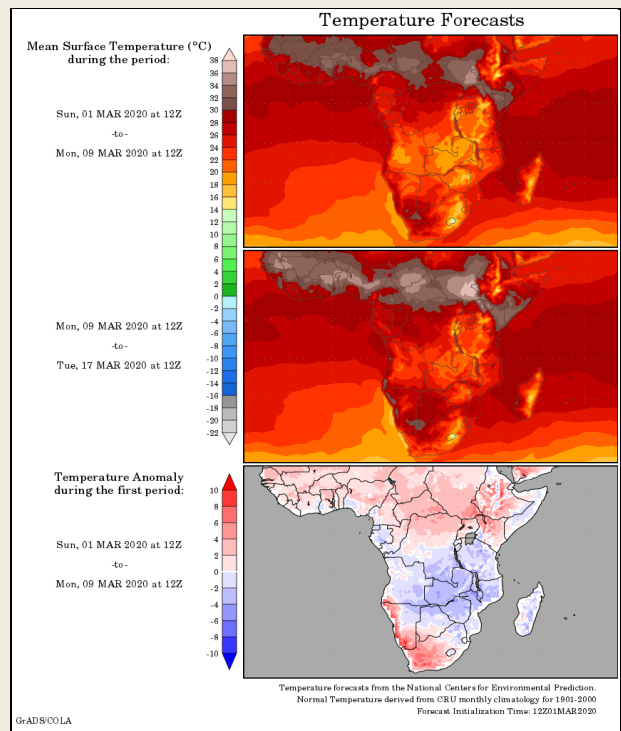 Temperature Forecasts
Mean Surface Temperature (°C)
during the period:
Sun, 01 MAR 2020 at 12Z
-to-
Mon, 09 MAR 2020 at 12Z
38
36
34
32
30
28
26
24
22
20
18
16
14
12
10
8
6
4
2
0
-2
-4
-6
-8
-10
-12
-14
-16
-18
-20
-22
Mon, 09 MAR 2020 at 12Z
-to-
Tue, 17 MAR 2020 at 12Z
Temperature Anomaly
during the first period:
Sun, 01 MAR 2020 at 12Z
-to-
Mon, 09 MAR 2020 at 12Z
10
8
6
4
2
0
-2
-4
-6
-8
-10
Temperature forecasts from the National Centers for Environmental Prediction.
Normal Temperature derived from CRU monthly climatology for 1901-2000
Forecast Initialization Time: 12Z01MAR2020
GrADS/COLA